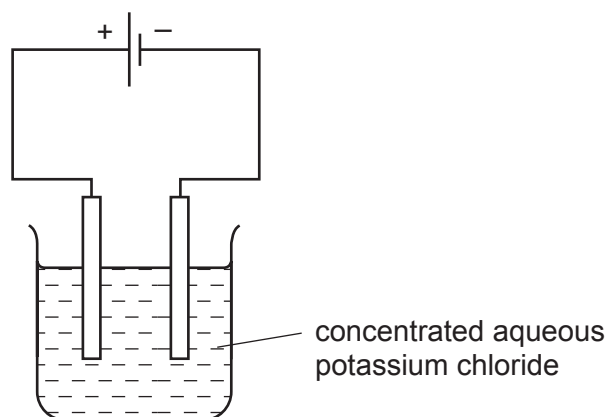 + −
concentrated aqueous
potassium chloride